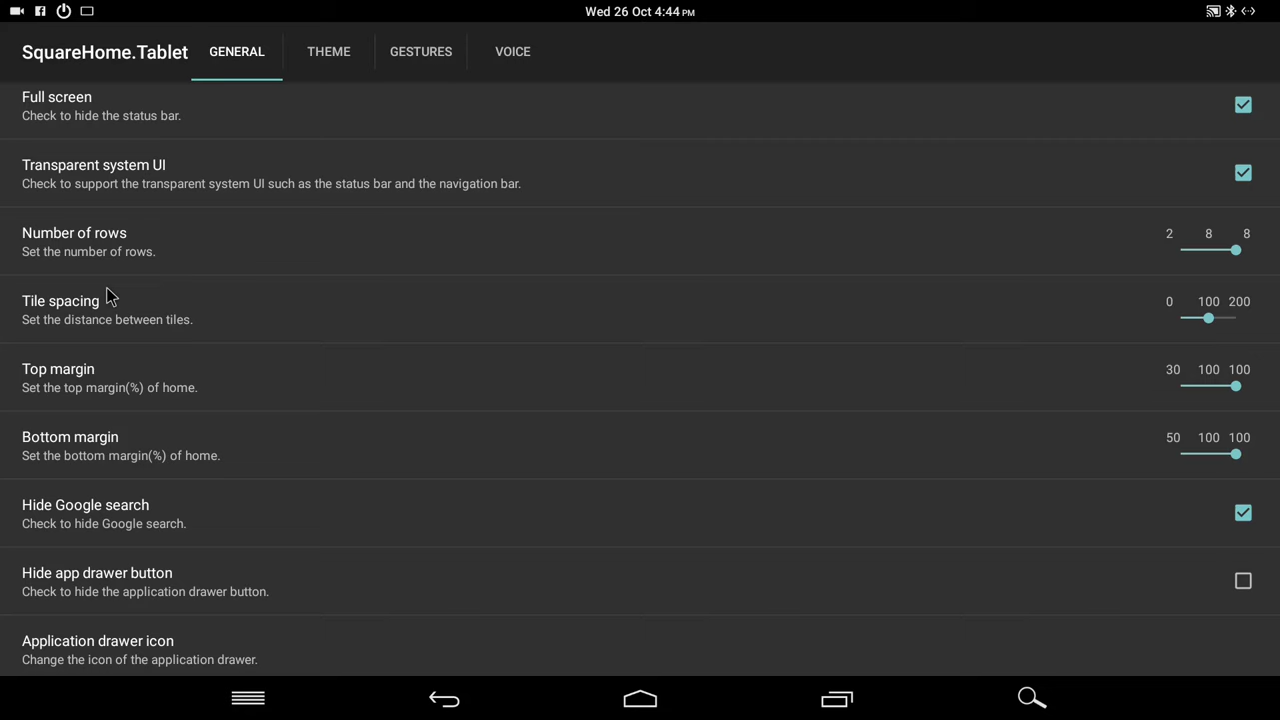 Wed 26 Oct 4:44 PM
SquareHome.Tablet GENERAL THEME GESTURES VOICE
Full screen
Check to hide the status bar.
Transparent system UI
Check to support the transparent system UI such as the status bar and the navigation bar.
Number of rows 2 8 8
Set the number of rows.
Tile spacing 0 100 200
Set the distance between tiles.
Top margin 30 100 100
Set the top margin(%) of home.
Bottom margin 50 100 100
Set the bottom margin(%) of home.
Hide Google search
Check to hide Google search.
Hide app drawer button
Check to hide the application drawer button.
Application drawer icon
Change the icon of the application drawer.